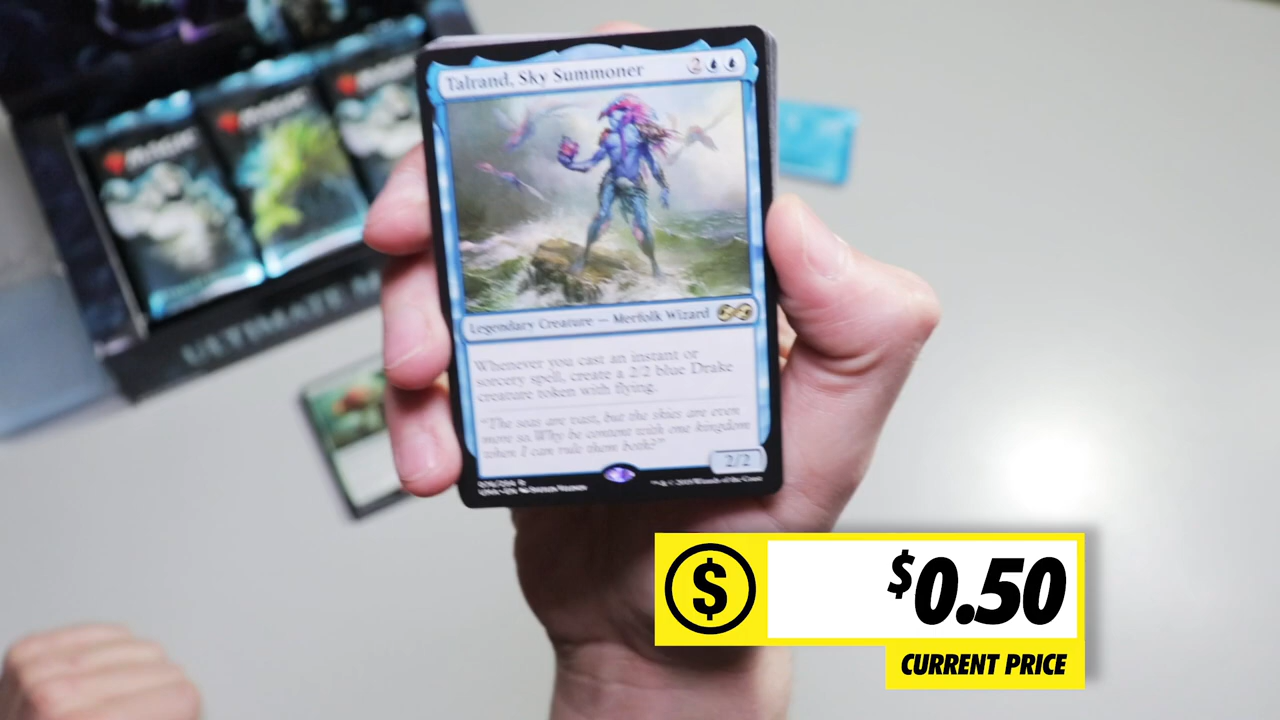 Talrand, Sky Summoner 2
Legendary Creature — Merfolk Wizard
Whenever you cast an instant or
sorcery spell, create a 2/2 blue Drake
creature token with flying.
"The seas are vast, but the skies are even
more so. Why be content with one kingdom
when I can rule them both?"
2/2
ULTIMATE
$
$0.50
CURRENT PRICE